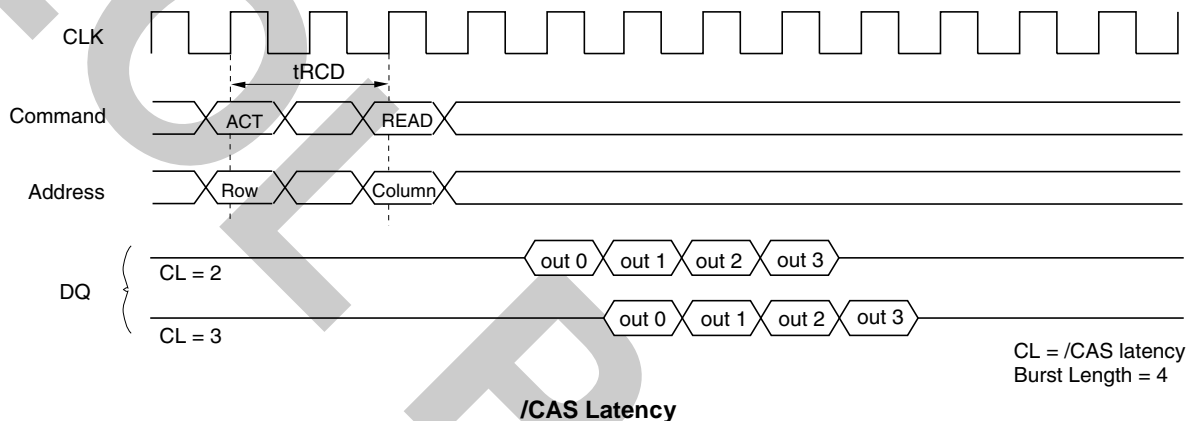 CLK
tRCD
Command
ACT
READ
Address
Row
Column
DQ
CL = 2
out 0
out 1
out 2
out 3
CL = 3
out 0
out 1
out 2
out 3
CL = /CAS latency
Burst Length = 4
/CAS Latency